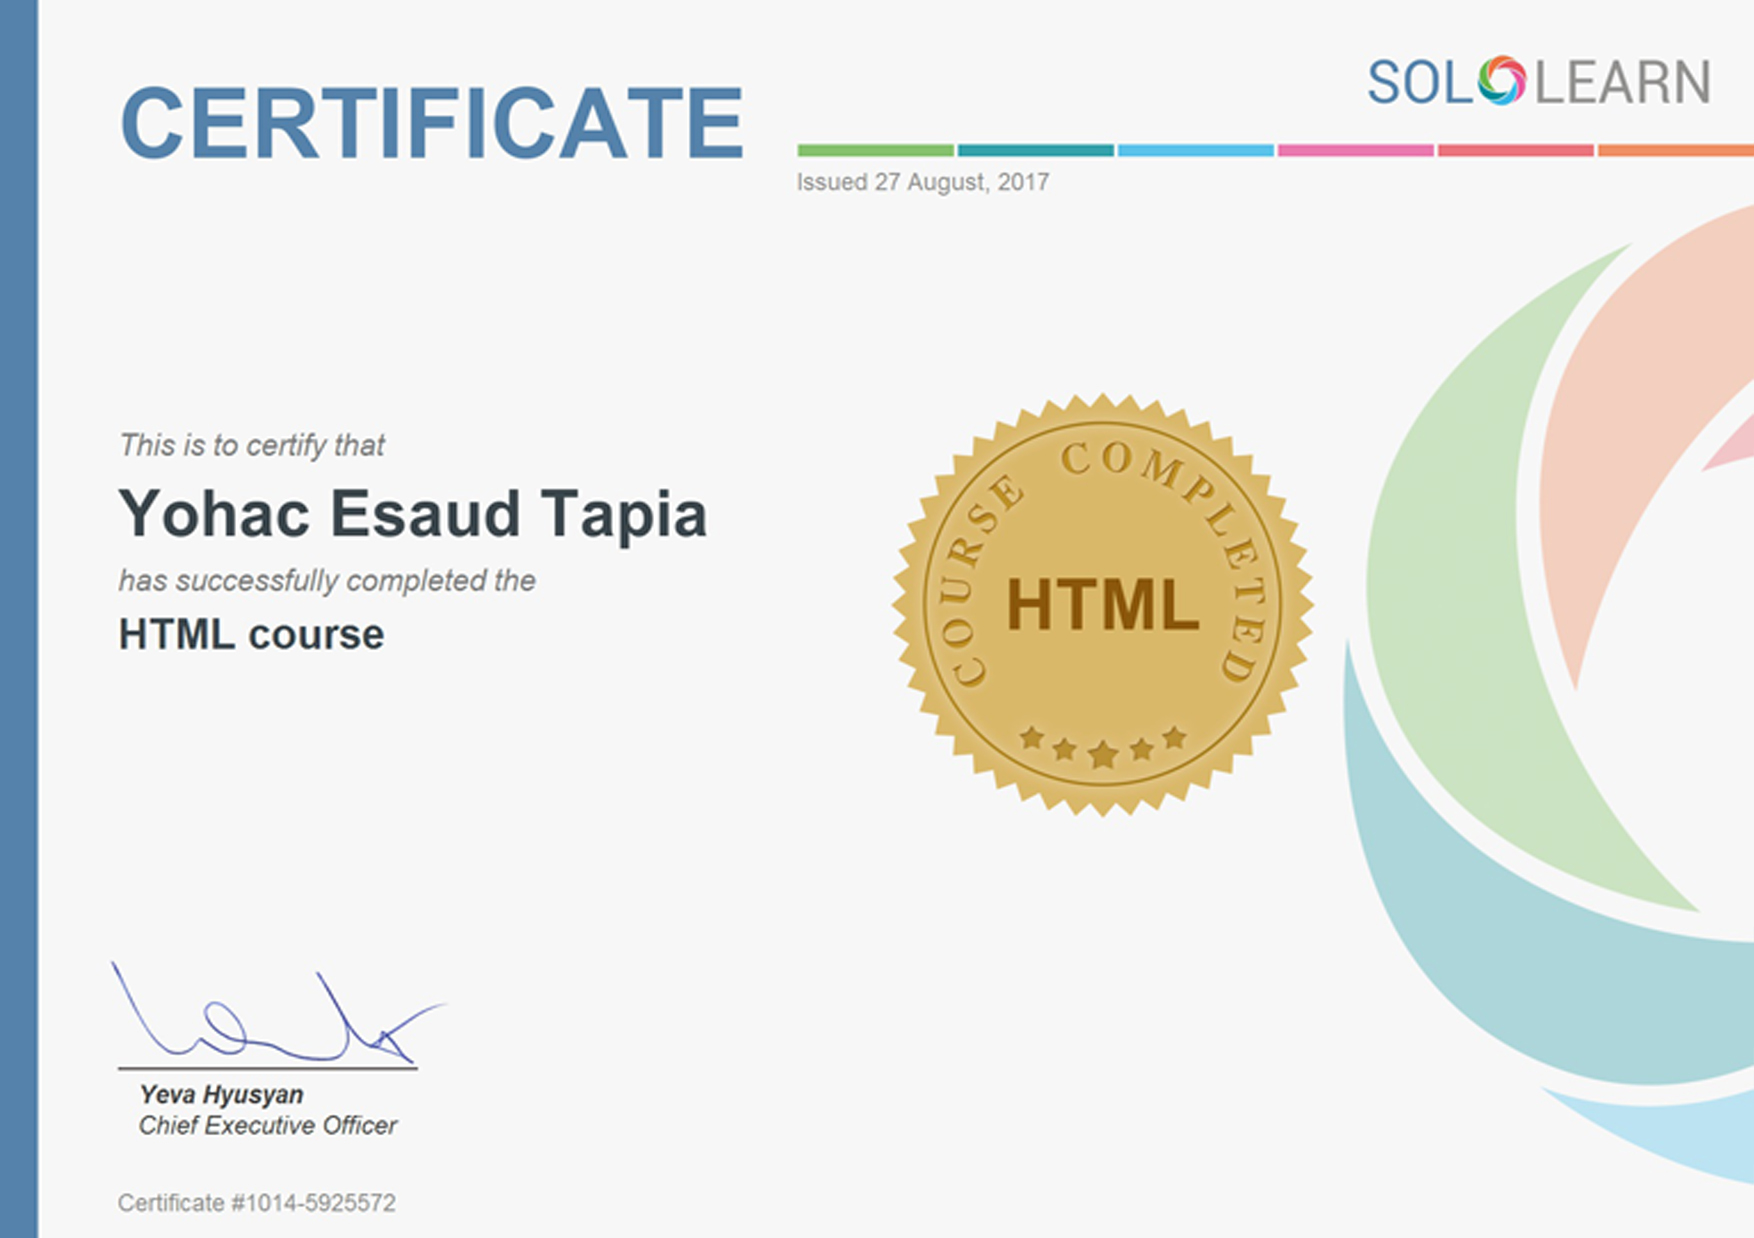 CERTIFICATE
SOLOLEARN
Issued 27 August, 2017
This is to certify that
Yohac Esaud Tapia
has successfully completed the
HTML course
COURSE COMPLETED
HTML
Yeva Hyusyan
Chief Executive Officer
Certificate #1014-5925572